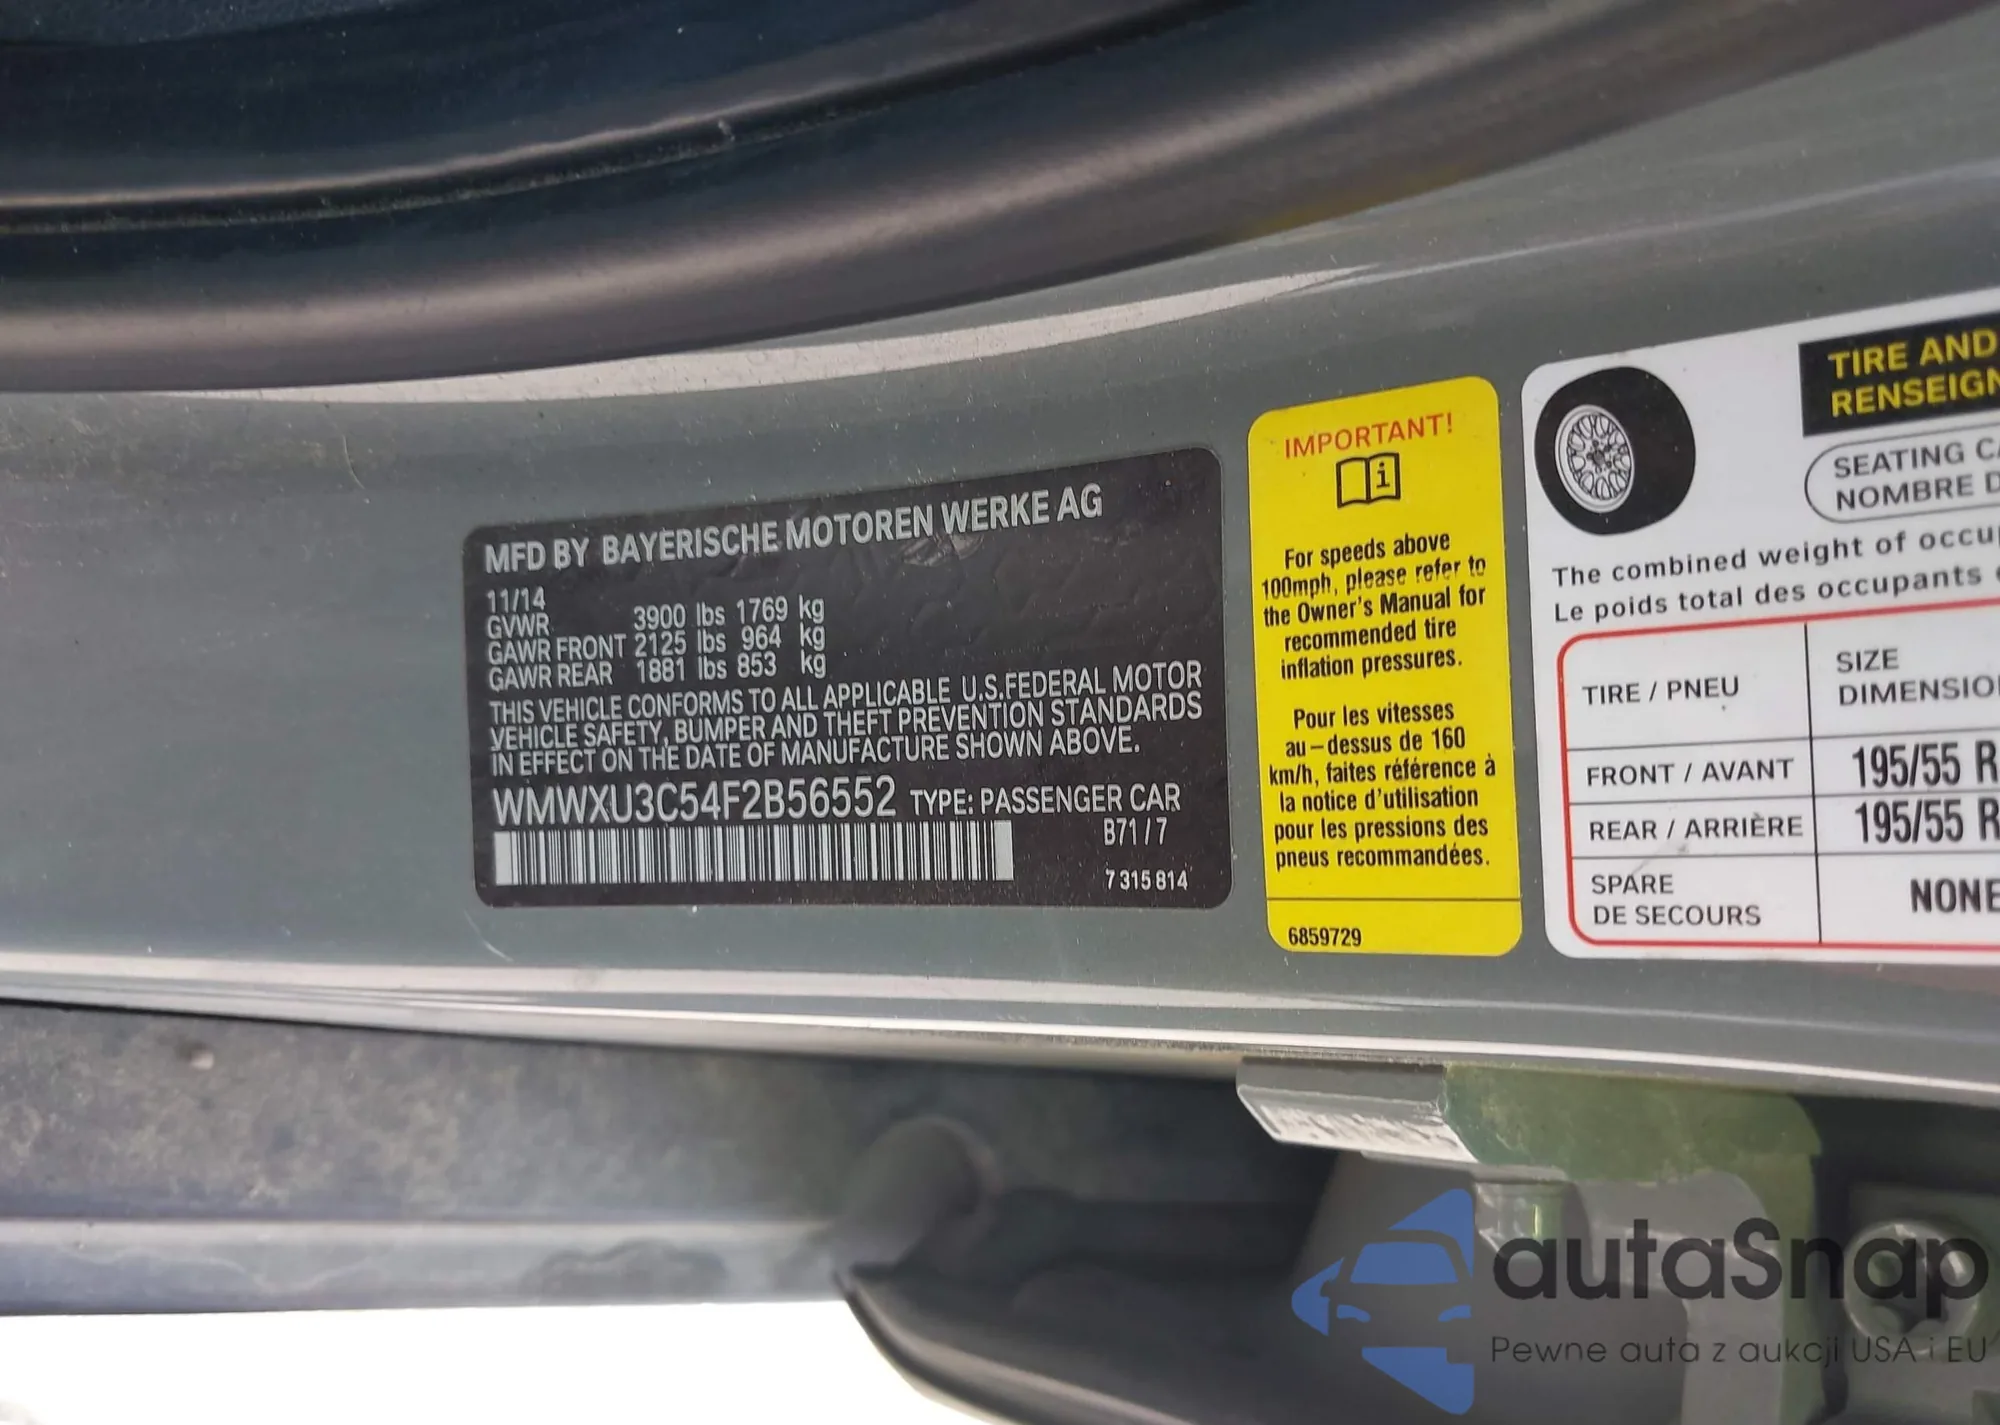 MFD BY BAYERISCHE MOTOREN WERKE AG
11/14
GVWR 3900 lbs 1769 kg
GAWR FRONT 2125 lbs 964 kg
GAWR REAR 1881 lbs 853 kg
THIS VEHICLE CONFORMS TO ALL APPLICABLE U.S.FEDERAL MOTOR
VEHICLE SAFETY, BUMPER AND THEFT PREVENTION STANDARDS
IN EFFECT ON THE DATE OF MANUFACTURE SHOWN ABOVE.
WMWXU3C54F2B56552 TYPE: PASSENGER CAR
B71/7
7 315 814
IMPORTANT!
i
For speeds above
100mph, please refer to
the Owner's Manual for
recommended tire
inflation pressures.
Pour les vitesses
au-dessus de 160
km/h, faites référence à
la notice d'utilisation
pour les pressions des
pneus recommandées.
6859729
TIRE AND
RENSEIGN
SEATING CA
NOMBRE D
The combined weight of occup
Le poids total des occupants
TIRE / PNEU
SIZE
DIMENSIO
FRONT / AVANT 195/55 R
REAR / ARRIÈRE 195/55 R
SPARE
DE SECOURS
NONE
autaSnap
Pewne auta z aukcji USA i EU